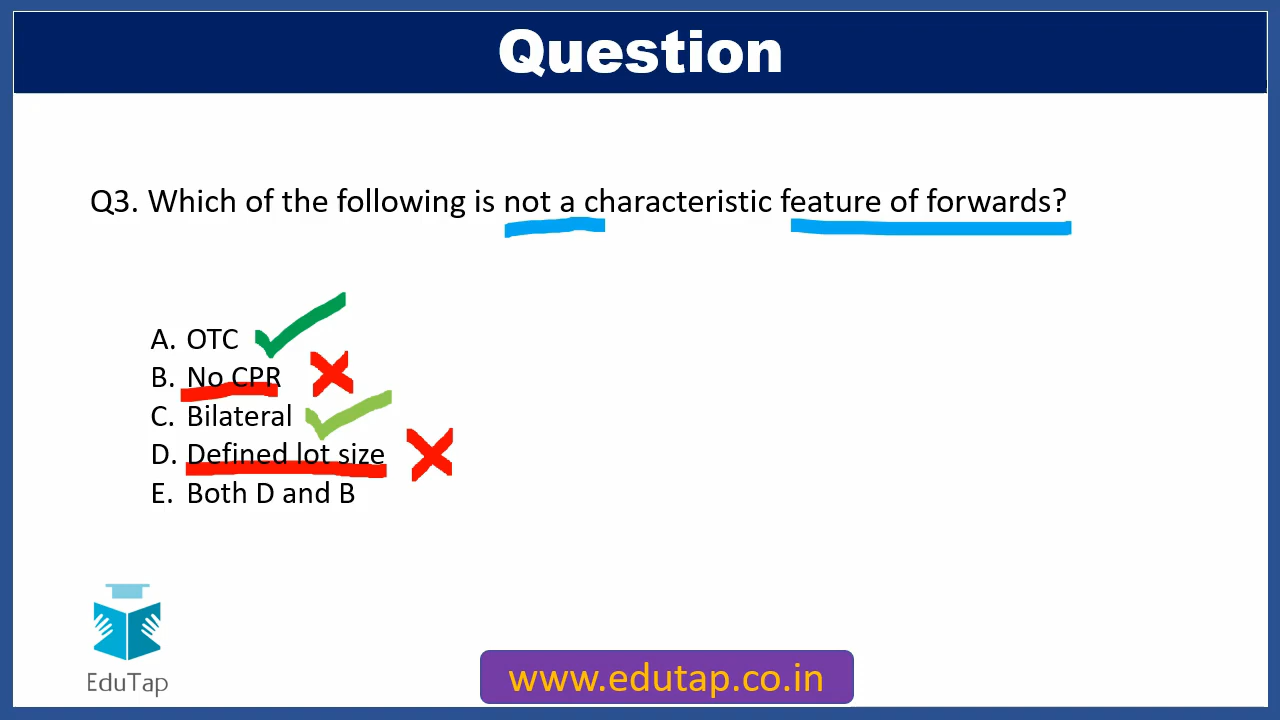 Question
Q3. Which of the following is not a characteristic feature of forwards?
A. OTC
B. No CPR
C. Bilateral
D. Defined lot size
E. Both D and B
EduTap
www.edutap.co.in